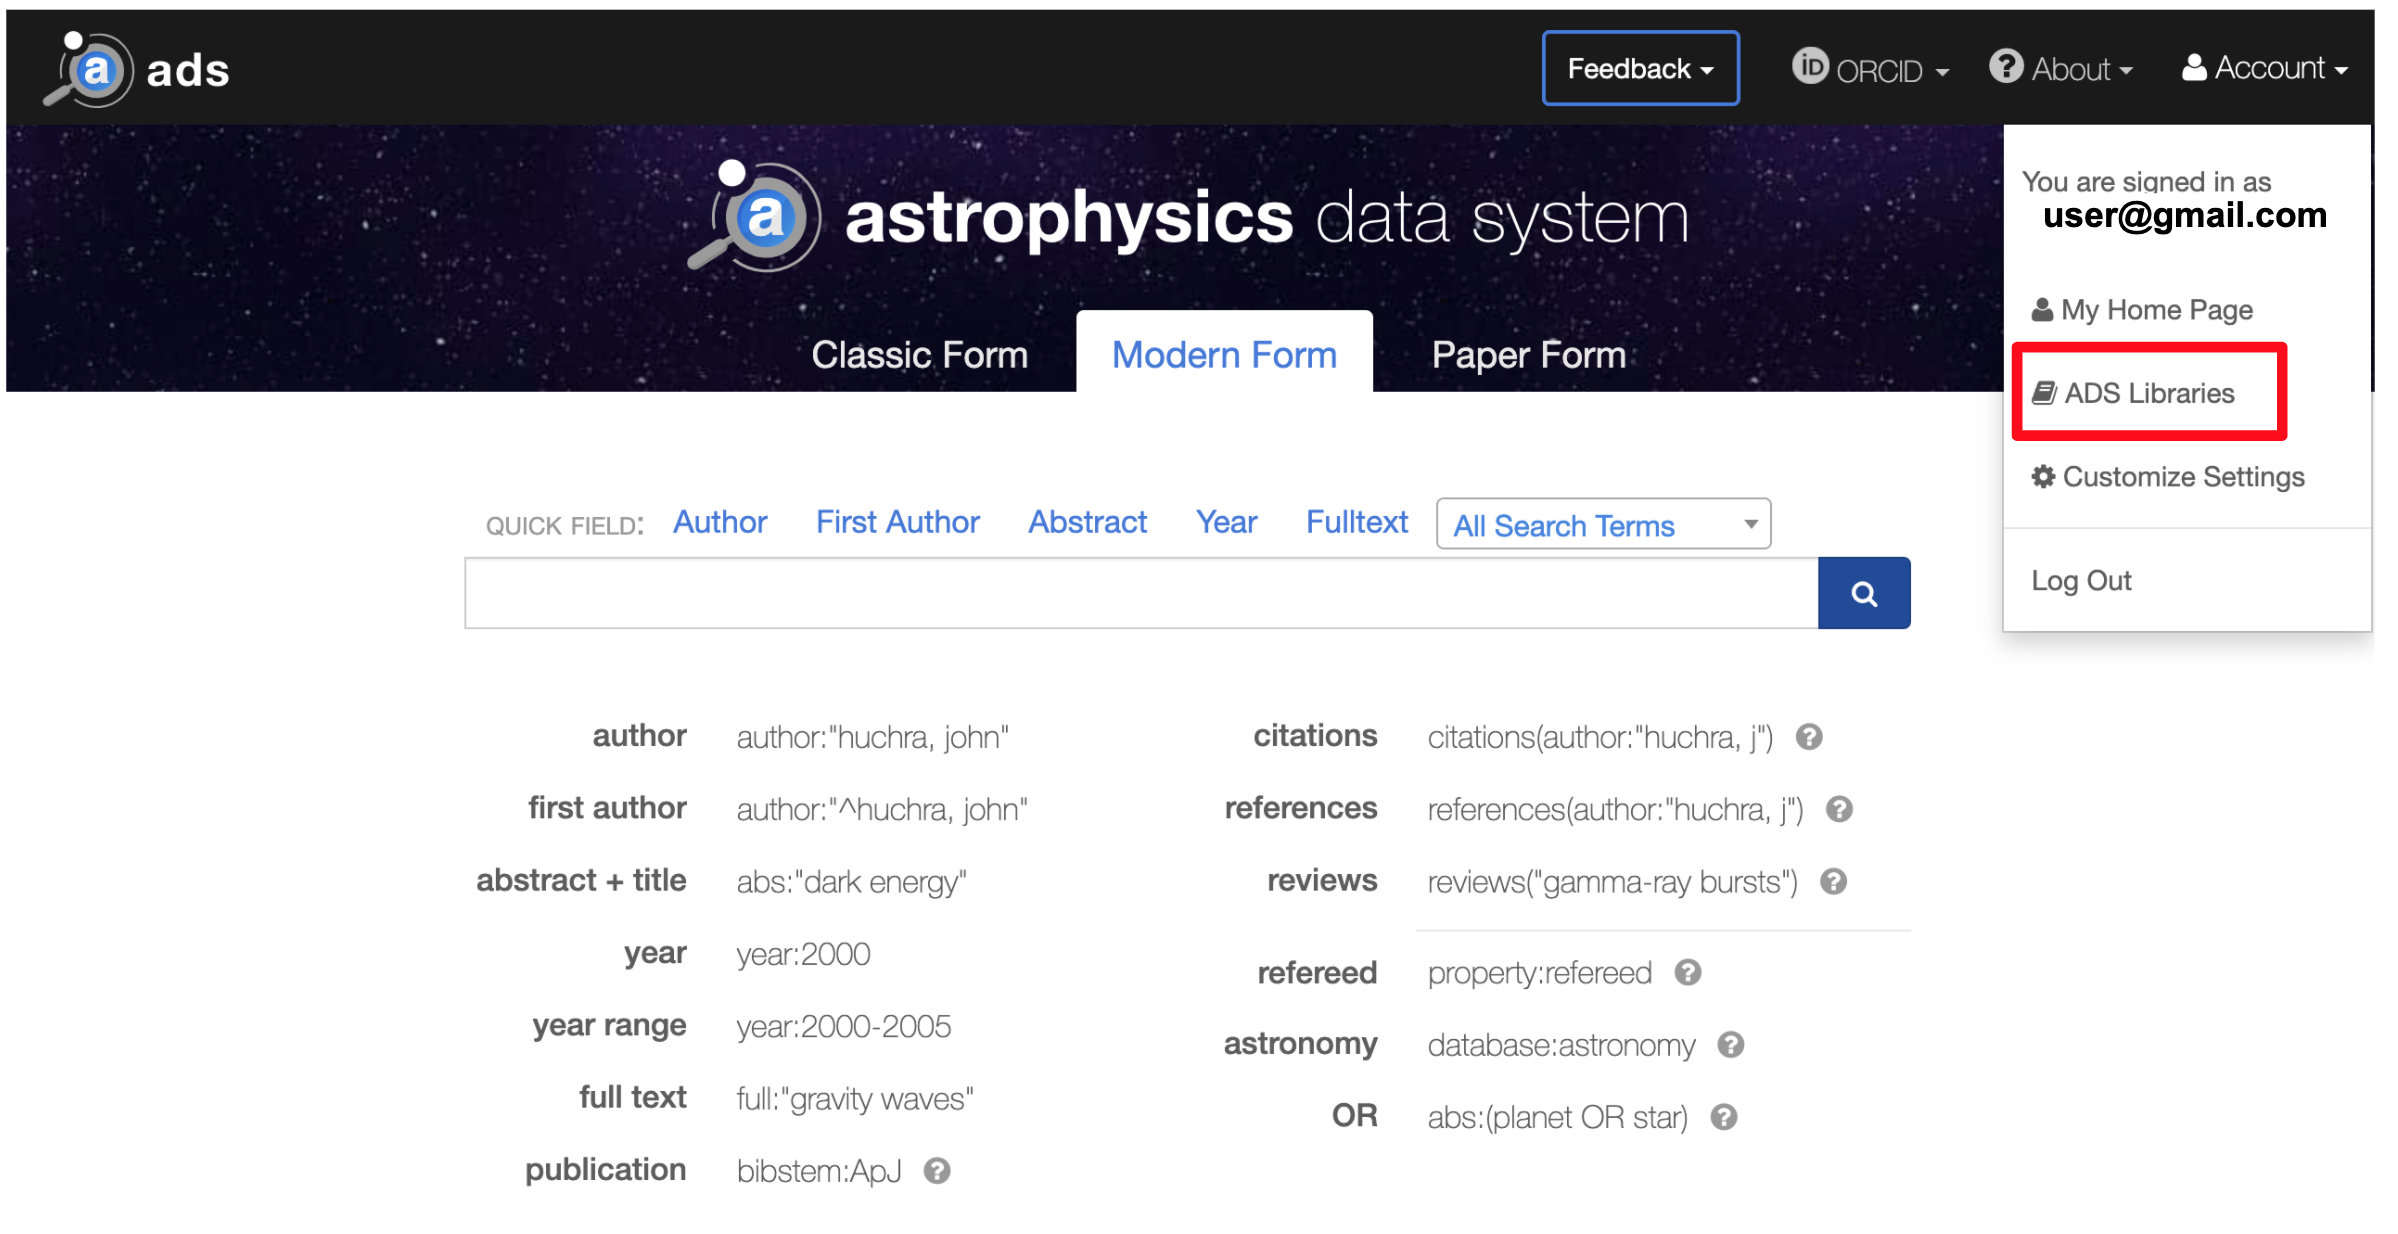 a ads
Feedback
iD ORCID
? About
Account
You are signed in as
user@gmail.com
a astrophysics data system
My Home Page
Classic Form
Modern Form
Paper Form
ADS Libraries
Customize Settings
QUICK FIELD: Author First Author Abstract Year Fulltext All Search Terms
Log Out
author author:"huchra, john"
first author author:"^huchra, john"
abstract + title abs:"dark energy"
year year:2000
year range year:2000-2005
full text full:"gravity waves"
publication bibstem:ApJ ?
citations citations(author:"huchra, j") ?
references references(author:"huchra, j") ?
reviews reviews("gamma-ray bursts") ?
refereed property:refereed ?
astronomy database:astronomy ?
OR abs:(planet OR star) ?